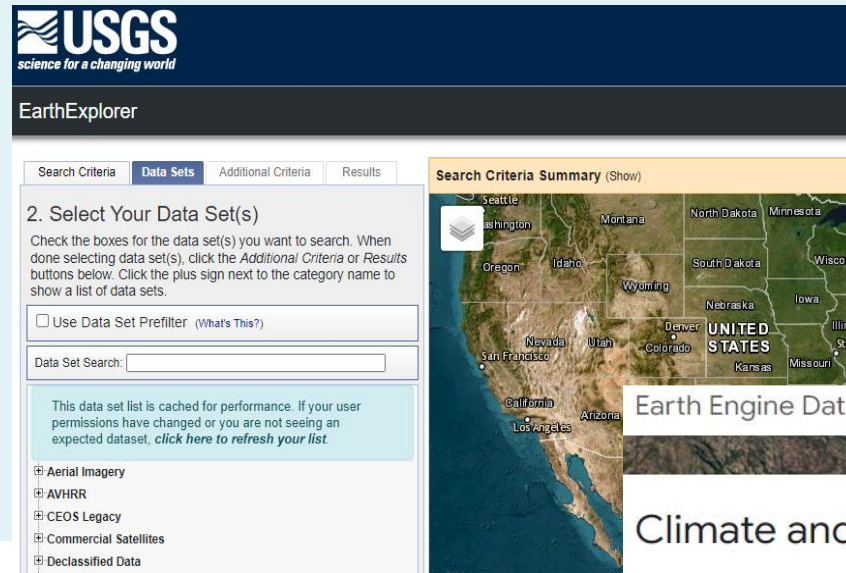 USGS
science for a changing world
EarthExplorer
Search Criteria
Data Sets
Additional Criteria
Results
2. Select Your Data Set(s)
Check the boxes for the data set(s) you want to search. When
done selecting data set(s), click the Additional Criteria or Results
buttons below. Click the plus sign next to the category name to
show a list of data sets.
Use Data Set Prefilter (What's This?)
Data Set Search:
This data set list is cached for performance. If your user
permissions have changed or you are not seeing an
expected dataset, click here to refresh your list.
Aerial Imagery
AVHRR
CEOS Legacy
Commercial Satellites
Declassified Data
Search Criteria Summary (Show)
Seattle
ashington
Montana
North Dakota
Minnesota
Oregon
Idaho
South Dakota
Wisco
Wyoming
Nebraska
Iowa
Nevada
Utah
Denver
Colorado
UNITED
STATES
San Francisco
Kansas
Missouri
California
Los Angeles
Arizona
Earth Engine Dat
Climate and